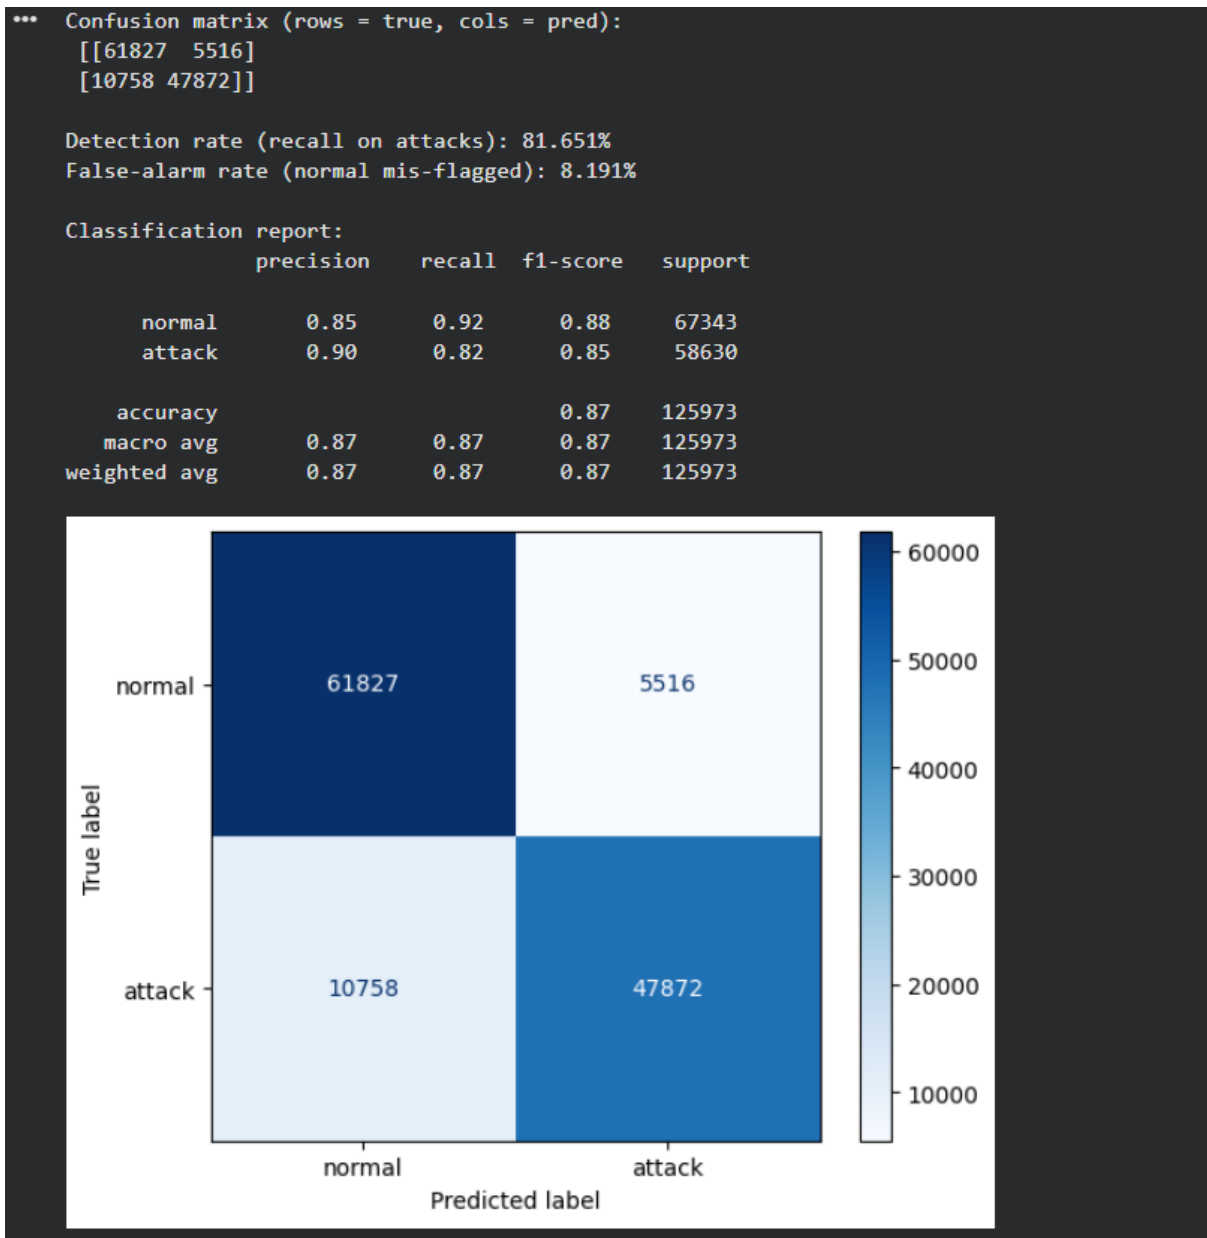 Confusion matrix (rows = true, cols = pred):
[[61827 5516]
[10758 47872]]
Detection rate (recall on attacks): 81.651%
False-alarm rate (normal mis-flagged): 8.191%
Classification report:
precision recall f1-score support
normal 0.85 0.92 0.88 67343
attack 0.90 0.82 0.85 58630
accuracy 0.87 125973
macro avg 0.87 0.87 0.87 125973
weighted avg 0.87 0.87 0.87 125973
True label
normal
attack
61827 5516
10758 47872
normal attack
Predicted label
60000
50000
40000
30000
20000
10000